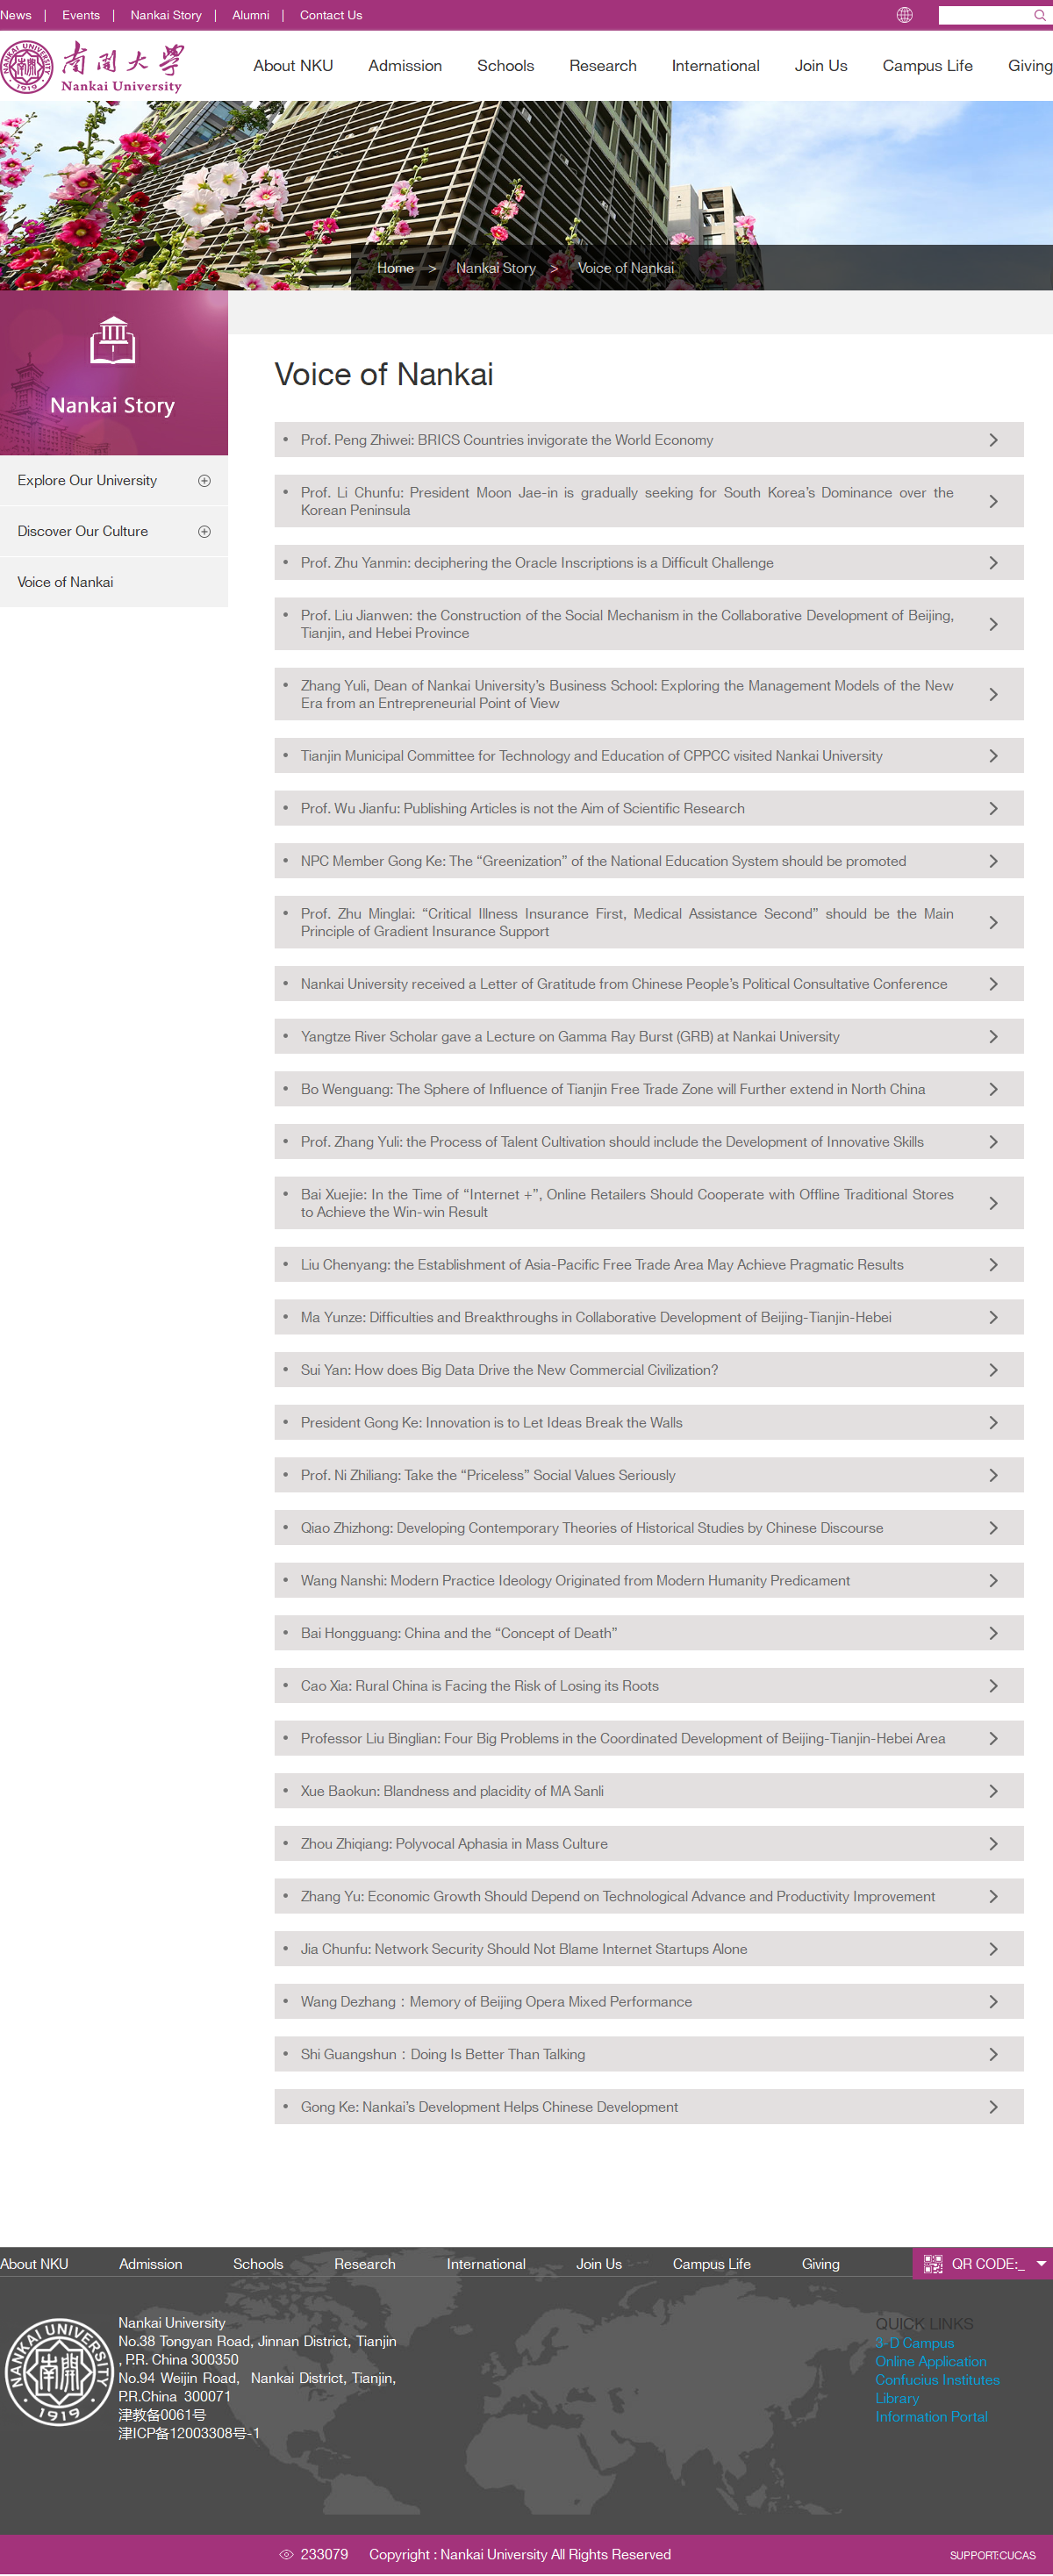 News | Events | Nankai Story | Alumni | Contact Us
南開大學
Nankai University
NANKAI UNIVERSITY
1919
About NKU Admission Schools Research International Join Us Campus Life Giving
Home > Nankai Story > Voice of Nankai
Nankai Story
Explore Our University
Discover Our Culture
Voice of Nankai
Voice of Nankai
• Prof. Peng Zhiwei: BRICS Countries invigorate the World Economy
• Prof. Li Chunfu: President Moon Jae-in is gradually seeking for South Korea’s Dominance over the
Korean Peninsula
• Prof. Zhu Yanmin: deciphering the Oracle Inscriptions is a Difficult Challenge
• Prof. Liu Jianwen: the Construction of the Social Mechanism in the Collaborative Development of Beijing,
Tianjin, and Hebei Province
• Zhang Yuli, Dean of Nankai University’s Business School: Exploring the Management Models of the New
Era from an Entrepreneurial Point of View
• Tianjin Municipal Committee for Technology and Education of CPPCC visited Nankai University
• Prof. Wu Jianfu: Publishing Articles is not the Aim of Scientific Research
• NPC Member Gong Ke: The “Greenization” of the National Education System should be promoted
• Prof. Zhu Minglai: “Critical Illness Insurance First, Medical Assistance Second” should be the Main
Principle of Gradient Insurance Support
• Nankai University received a Letter of Gratitude from Chinese People’s Political Consultative Conference
• Yangtze River Scholar gave a Lecture on Gamma Ray Burst (GRB) at Nankai University
• Bo Wenguang: The Sphere of Influence of Tianjin Free Trade Zone will Further extend in North China
• Prof. Zhang Yuli: the Process of Talent Cultivation should include the Development of Innovative Skills
• Bai Xuejie: In the Time of “Internet +”, Online Retailers Should Cooperate with Offline Traditional Stores
to Achieve the Win-win Result
• Liu Chenyang: the Establishment of Asia-Pacific Free Trade Area May Achieve Pragmatic Results
• Ma Yunze: Difficulties and Breakthroughs in Collaborative Development of Beijing-Tianjin-Hebei
• Sui Yan: How does Big Data Drive the New Commercial Civilization?
• President Gong Ke: Innovation is to Let Ideas Break the Walls
• Prof. Ni Zhiliang: Take the “Priceless” Social Values Seriously
• Qiao Zhizhong: Developing Contemporary Theories of Historical Studies by Chinese Discourse
• Wang Nanshi: Modern Practice Ideology Originated from Modern Humanity Predicament
• Bai Hongguang: China and the “Concept of Death”
• Cao Xia: Rural China is Facing the Risk of Losing its Roots
• Professor Liu Binglian: Four Big Problems in the Coordinated Development of Beijing-Tianjin-Hebei Area
• Xue Baokun: Blandness and placidity of MA Sanli
• Zhou Zhiqiang: Polyvocal Aphasia in Mass Culture
• Zhang Yu: Economic Growth Should Depend on Technological Advance and Productivity Improvement
• Jia Chunfu: Network Security Should Not Blame Internet Startups Alone
• Wang Dezhang：Memory of Beijing Opera Mixed Performance
• Shi Guangshun：Doing Is Better Than Talking
• Gong Ke: Nankai’s Development Helps Chinese Development
About NKU Admission Schools Research International Join Us Campus Life Giving QR CODE:_
NANKAI UNIVERSITY
1919
Nankai University
No.38 Tongyan Road, Jinnan District, Tianjin
, P.R. China 300350
No.94 Weijin Road, Nankai District, Tianjin,
P.R.China 300071
津教备0061号
津ICP备12003308号-1
QUICK LINKS
3-D Campus
Online Application
Confucius Institutes
Library
Information Portal
233079 Copyright : Nankai University All Rights Reserved
SUPPORT:CUCAS